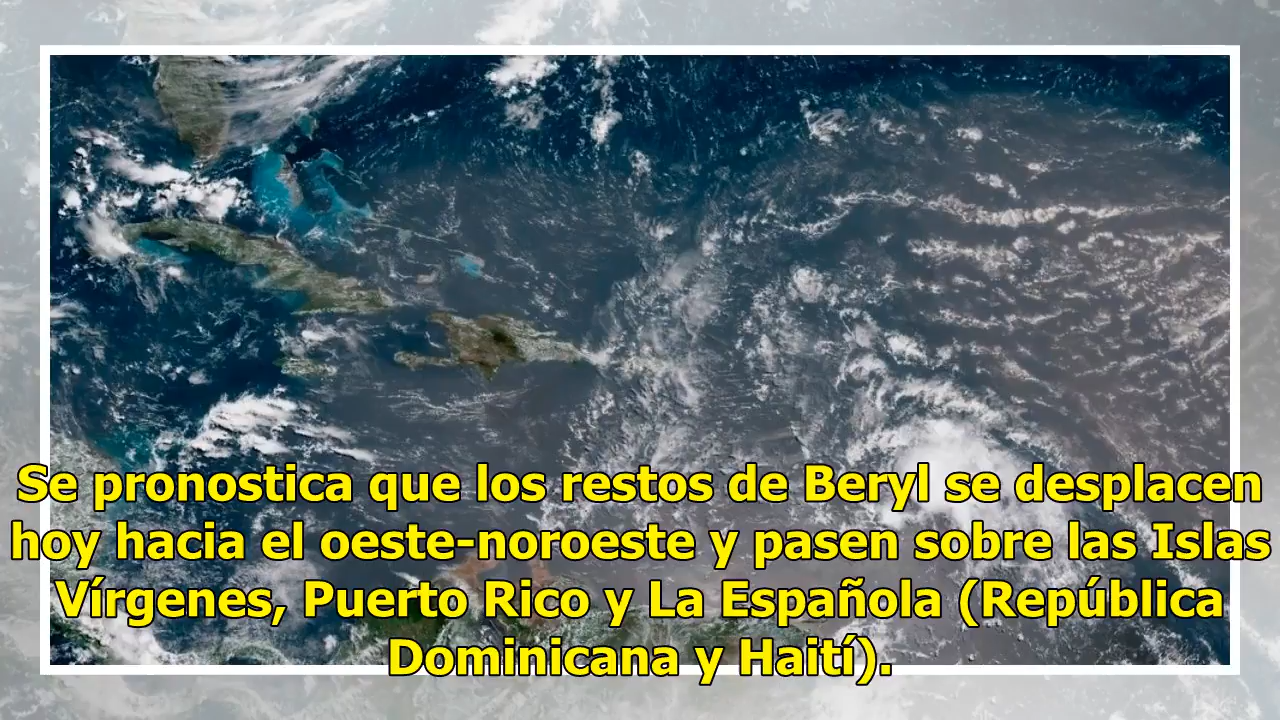 Se pronostica que los restos de Beryl se desplacen
hoy hacia el oeste-noroeste y pasen sobre las Islas
Vírgenes, Puerto Rico y La Española (República
Dominicana y Haití).